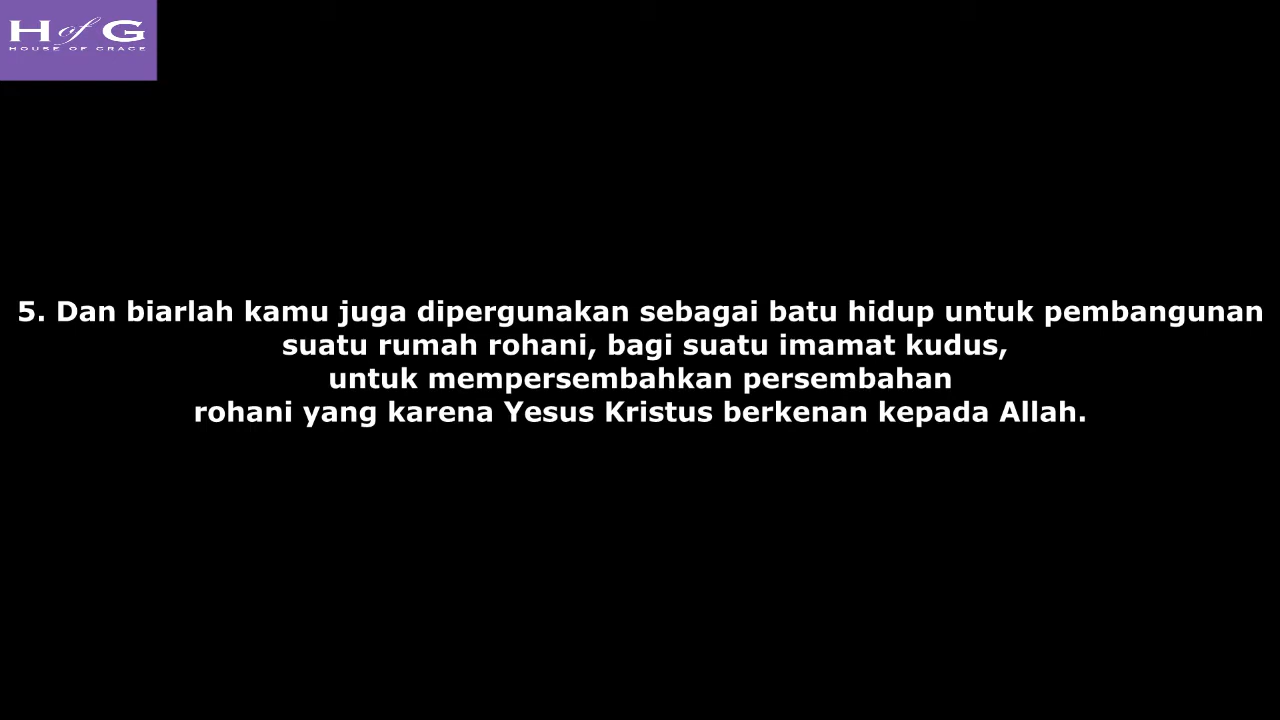 H of G
HOUSE OF GRACE
5. Dan biarlah kamu juga dipergunakan sebagai batu hidup untuk pembangunan
suatu rumah rohani, bagi suatu imamat kudus,
untuk mempersembahkan persembahan
rohani yang karena Yesus Kristus berkenan kepada Allah.